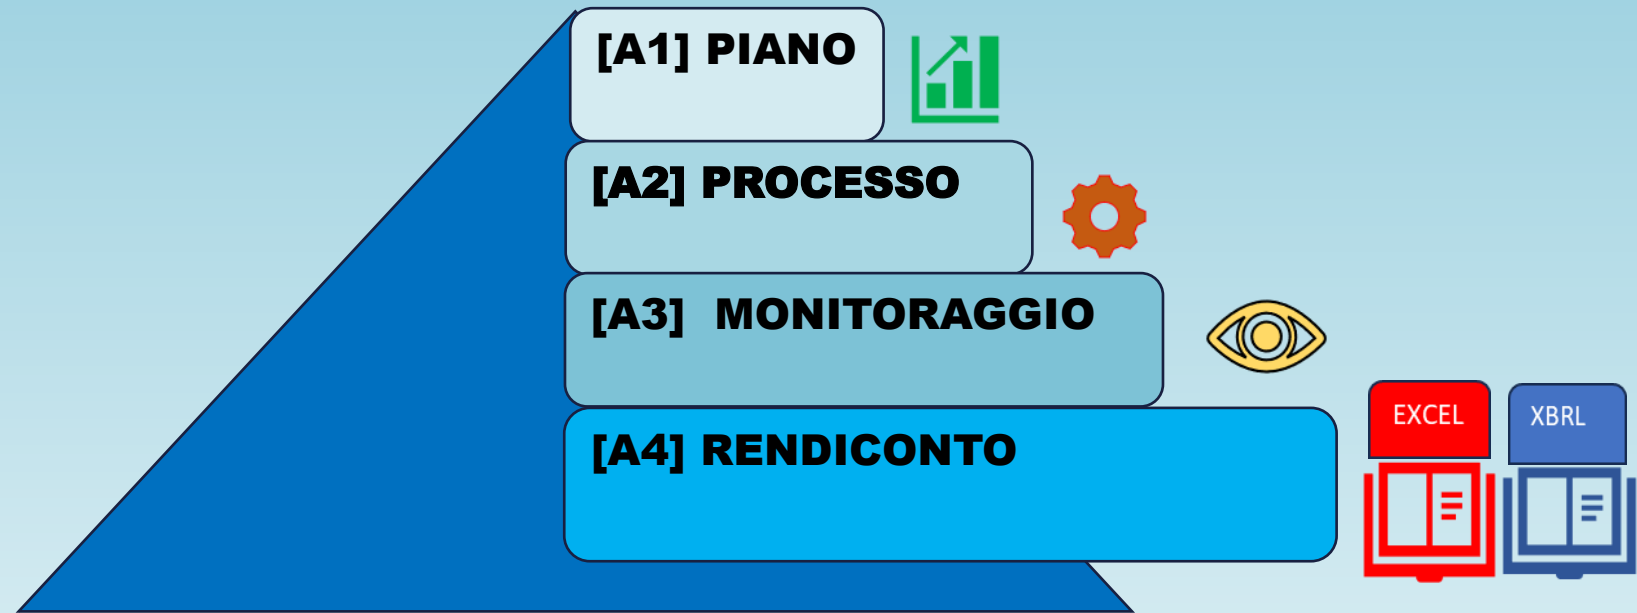 [A1] PIANO
[A2] PROCESSO
[A3] MONITORAGGIO
[A4] RENDICONTO
EXCEL
XBRL